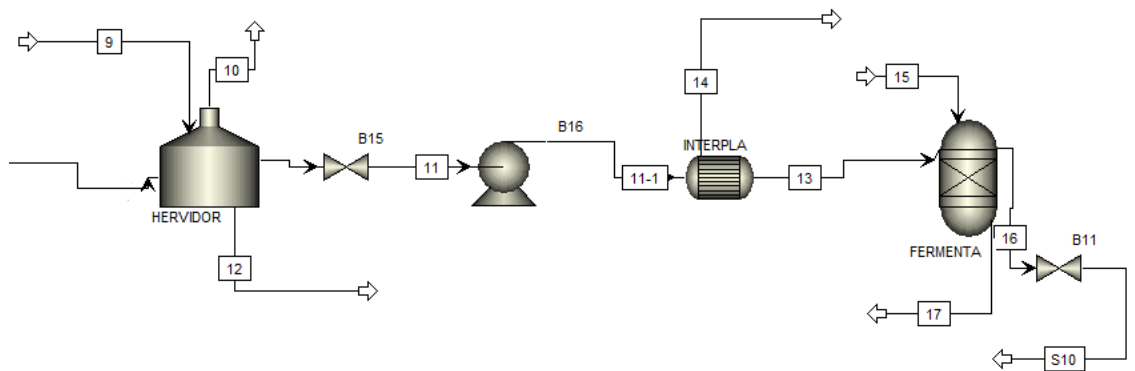 9
10
14
15
B15
B16
INTERPLA
11
11-1
13
HERVIDOR
FERMENTA
16
B11
12
17
S10